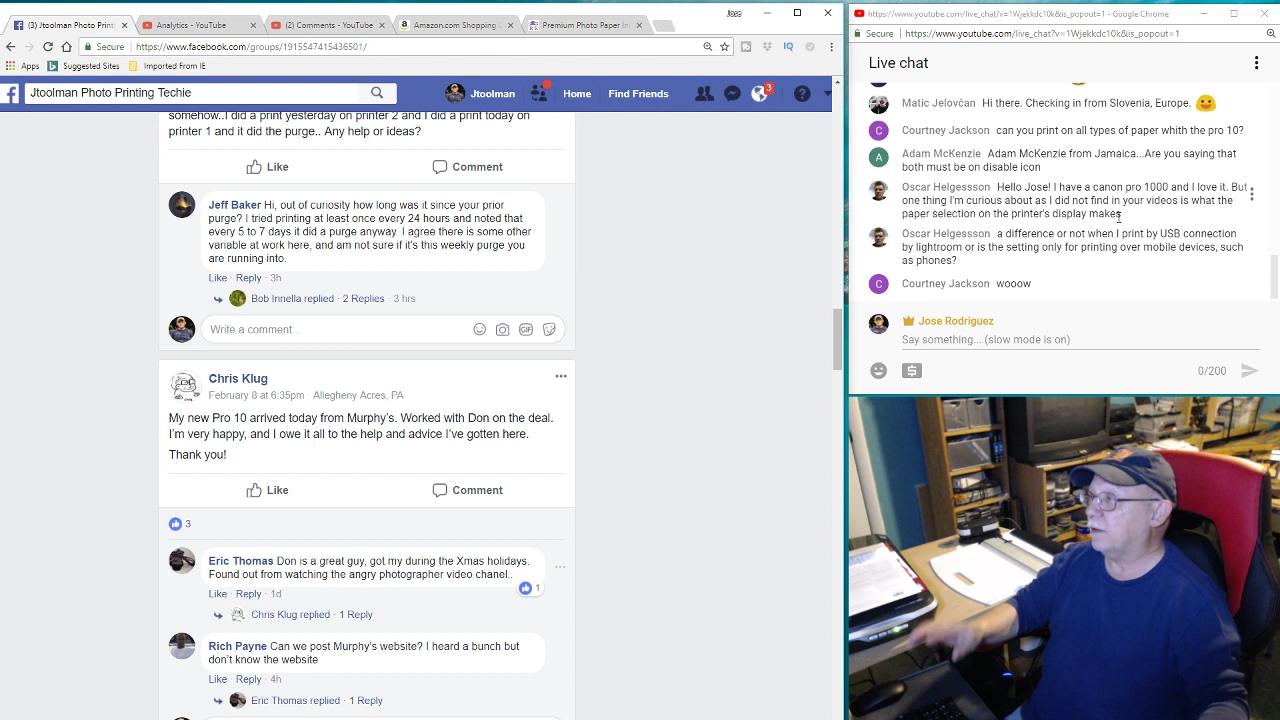 (3) Jtoolman Photo Printi
Analytics - YouTube
(2) Comments - YouTube
Amazon.com Shopping
Premium Photo Paper In
Secure
https://www.facebook.com/groups/1915547415436501/
Apps
Suggested Sites
Imported From IE
Jtoolman Photo Printing Techie
Jtoolman
Home
Find Friends
3
somehow..I did a print yesterday on printer 2 and I did a print today on
printer 1 and it did the purge.. Any help or ideas?
Like
Comment
Jeff Baker Hi, out of curiosity how long was it since your prior
purge? I tried printing at least once every 24 hours and noted that
every 5 to 7 days it did a purge anyway. I agree there is some other
variable at work here, and am not sure if it's this weekly purge you
are running into.
Like · Reply · 3h
Bob Innella replied · 2 Replies · 3 hrs
Write a comment...
GIF
Chris Klug
February 8 at 6:35pm Allegheny Acres, PA
My new Pro 10 arrived today from Murphy's. Worked with Don on the deal.
I'm very happy, and I owe it all to the help and advice I've gotten here.
Thank you!
Like
Comment
3
Eric Thomas Don is a great guy, got my during the Xmas holidays.
Found out from watching the angry photographer video chanel..
1
Like · Reply · 1d
Chris Klug replied · 1 Reply
Rich Payne Can we post Murphy's website? I heard a bunch but
don't know the website
Like · Reply · 4h
Eric Thomas replied · 1 Reply
https://www.youtube.com/live_chat?v=1Wjekkdc10k&is_popout=1 - Google Chrome
Secure
https://www.youtube.com/live_chat?v=1Wjekkdc10k&is_popout=1
Live chat
Matic Jelovčan Hi there. Checking in from Slovenia, Europe.
Courtney Jackson can you print on all types of paper whith the pro 10?
Adam McKenzie Adam McKenzie from Jamaica...Are you saying that
both must be on disable icon
Oscar Helgessson Hello Jose! I have a canon pro 1000 and I love it. But
one thing I'm curious about as I did not find in your videos is what the
paper selection on the printer's display makes
Oscar Helgessson a difference or not when I print by USB connection
by lightroom or is the setting only for printing over mobile devices, such
as phones?
Courtney Jackson wooow
Jose Rodriguez
Say something... (slow mode is on)
0/200